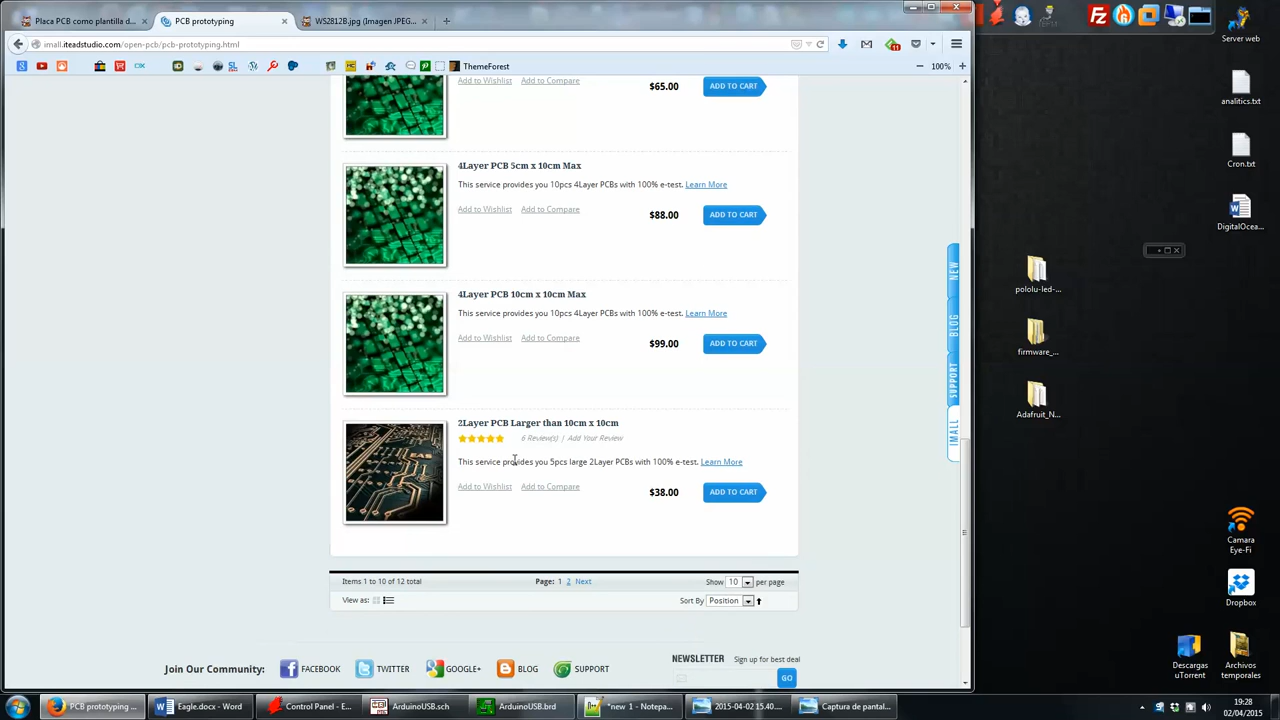 Placa PCB como plantilla d...
PCB prototyping
WS2812B.jpg (Imagen JPEG...
imall.iteadstudio.com/open-pcb/pcb-prototyping.html
ThemeForest
100%
Add to Wishlist Add to Compare
$65.00
ADD TO CART
4Layer PCB 5cm x 10cm Max
This service provides you 10pcs 4Layer PCBs with 100% e-test. Learn More
Add to Wishlist Add to Compare
$88.00
ADD TO CART
4Layer PCB 10cm x 10cm Max
This service provides you 10pcs 4Layer PCBs with 100% e-test. Learn More
Add to Wishlist Add to Compare
$99.00
ADD TO CART
2Layer PCB Larger than 10cm x 10cm
6 Review(s) | Add Your Review
This service provides you 5pcs large 2Layer PCBs with 100% e-test. Learn More
Add to Wishlist Add to Compare
$38.00
ADD TO CART
Items 1 to 10 of 12 total
Page: 1 2 Next
Show 10 per page
View as:
Sort By Position
Join Our Community:
FACEBOOK
TWITTER
GOOGLE+
BLOG
SUPPORT
NEWSLETTER Sign up for best deal
GO
NEW
BLOG
SUPPORT
IMALL
Server web
analitics.txt
Cron.txt
DigitalOcea...
pololu-led-...
firmware_...
Adafruit_N...
Camara
Eye-Fi
Dropbox
Descargas
uTorrent
Archivos
temporales
PCB prototyping ...
Eagle.docx - Word
Control Panel - E...
ArduinoUSB.sch
ArduinoUSB.brd
*new 1 - Notepa...
2015-04-02 15.40....
Captura de pantal...
19:28
02/04/2015